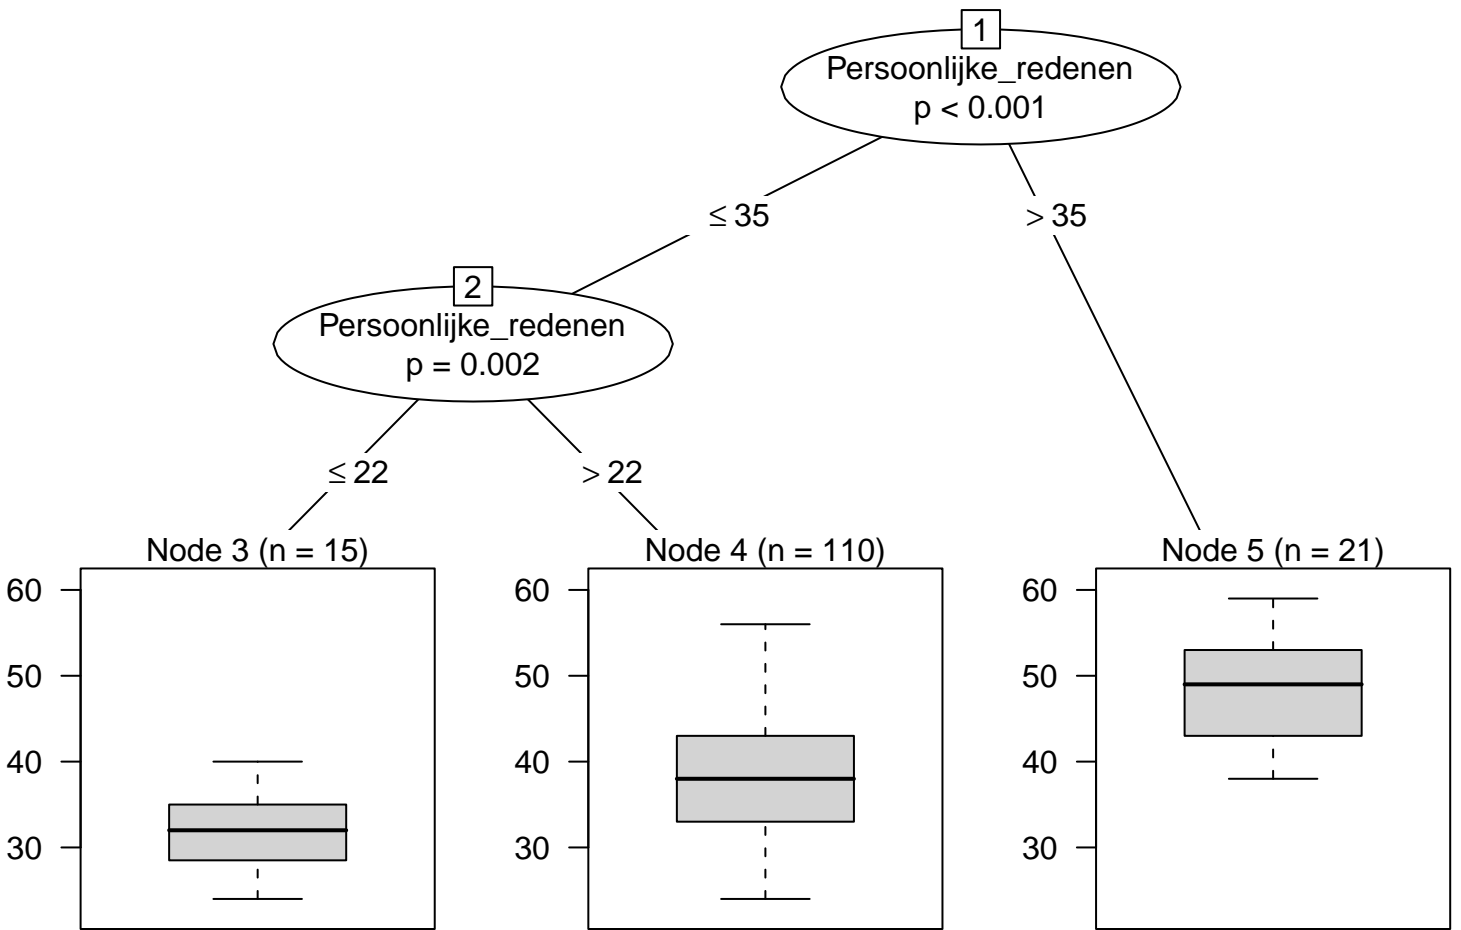 1
Persoonlijke_redenen
p < 0.001
≤ 35
> 35
2
Persoonlijke_redenen
p = 0.002
≤ 22
> 22
Node 3 (n = 15)
60
50
40
30
Node 4 (n = 110)
60
50
40
30
Node 5 (n = 21)
60
50
40
30